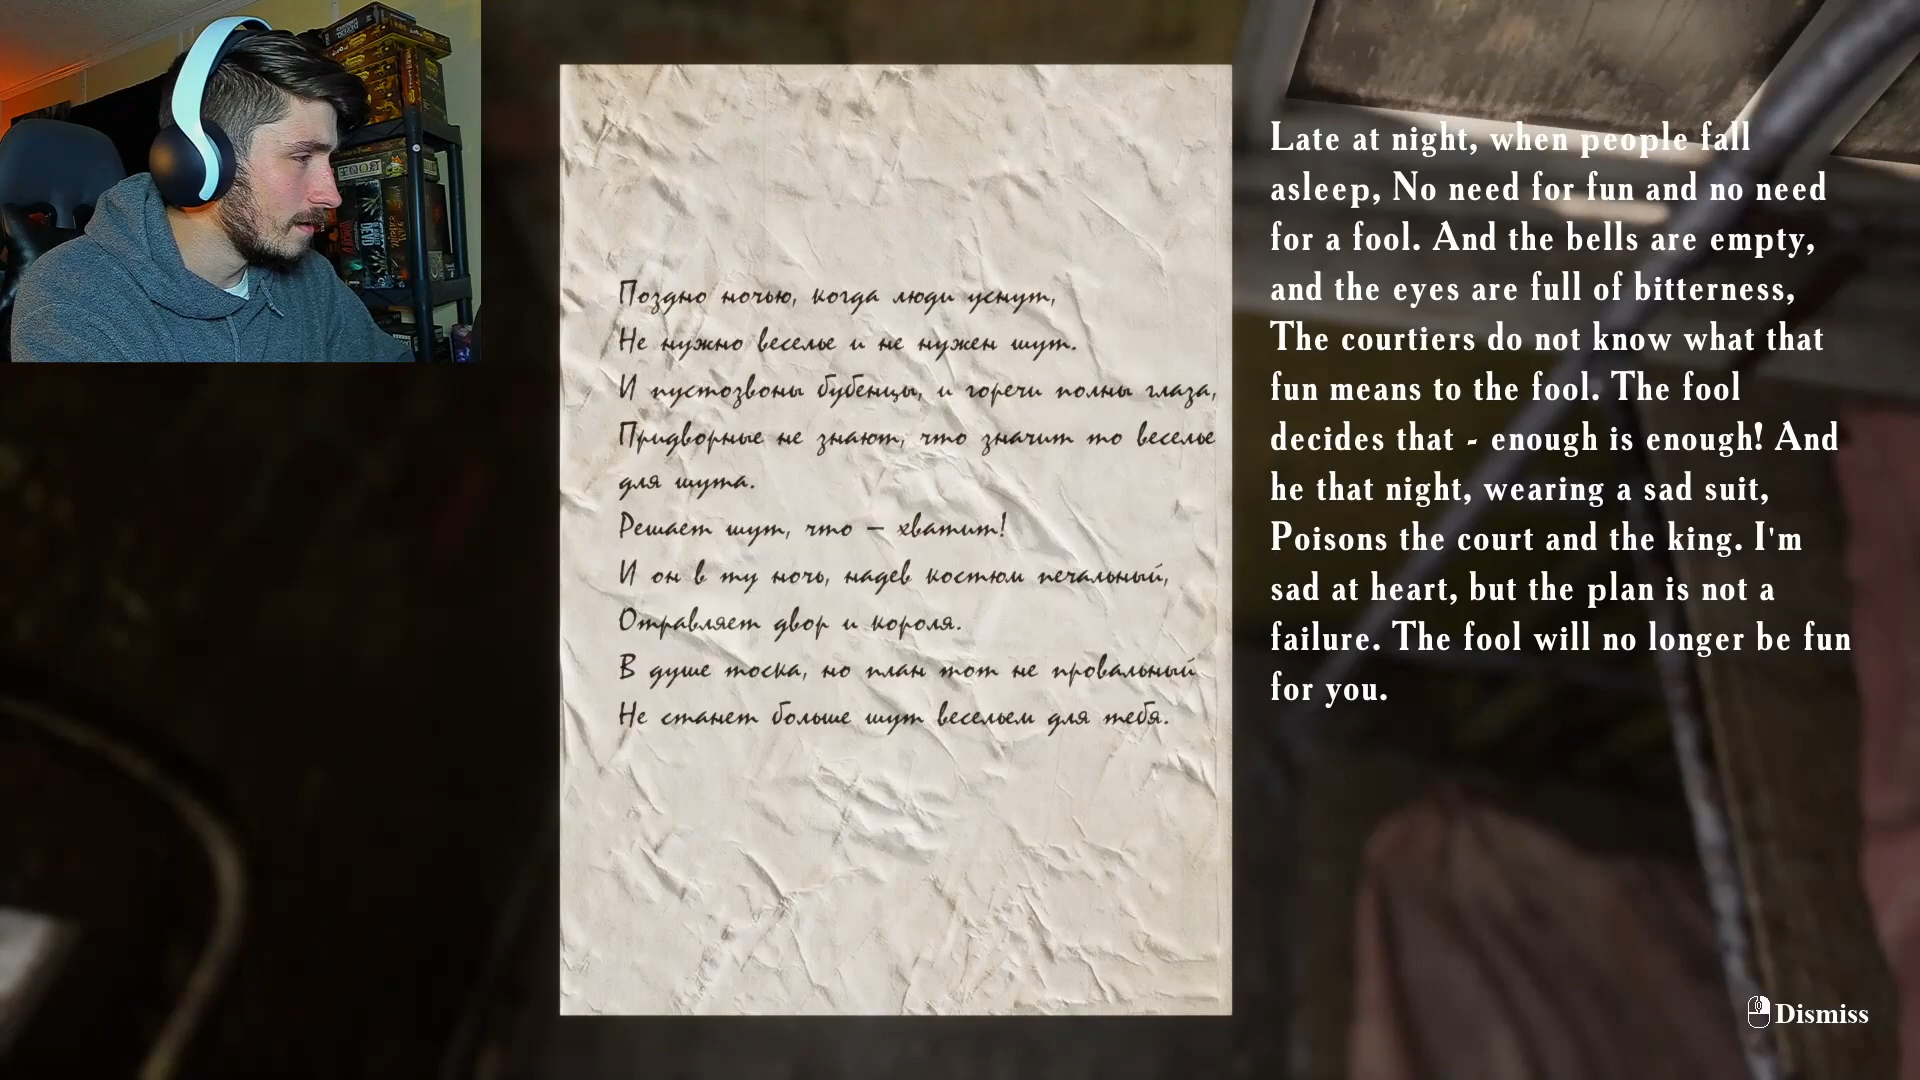 Поздно ночью, когда люди уснут,
Не нужно веселье и не нужен шут.
И пустозвоны бубенцы, и горечи полны глаза,
Придворные не знают, что значит то веселье
для шута.
Решает шут, что – хватит!
И он в ту ночь, надев костюм печальный,
Отравляет двор и короля.
В душе тоска, но план тот не провальный
Не станет больше шут весельем для тебя.
Late at night, when people fall
asleep, No need for fun and no need
for a fool. And the bells are empty,
and the eyes are full of bitterness,
The courtiers do not know what that
fun means to the fool. The fool
decides that - enough is enough! And
he that night, wearing a sad suit,
Poisons the court and the king. I'm
sad at heart, but the plan is not a
failure. The fool will no longer be fun
for you.
Dismiss